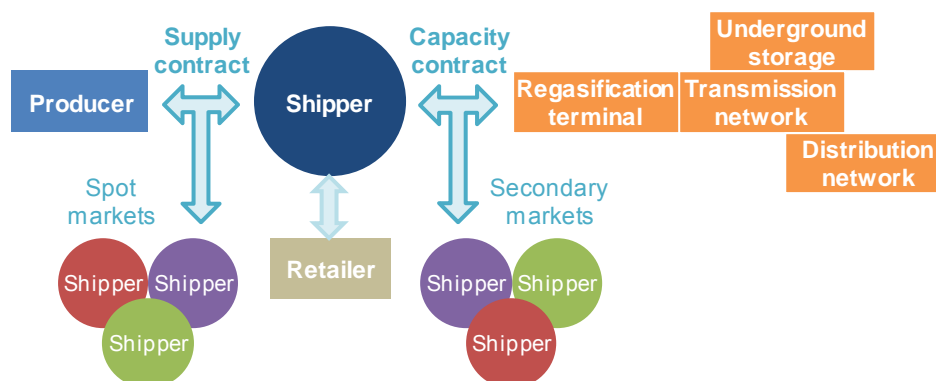 Supply
contract
Capacity
contract
Underground
storage
Producer
Shipper
Regasification
terminal
Transmission
network
Distribution
network
Spot
markets
Secondary
markets
Retailer
Shipper
Shipper
Shipper
Shipper
Shipper
Shipper